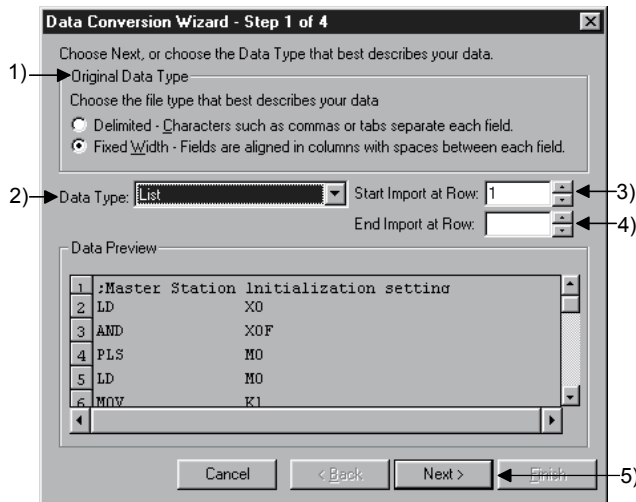 Data Conversion Wizard - Step 1 of 4
Choose Next, or choose the Data Type that best describes your data.
1) Original Data Type
Choose the file type that best describes your data
Delimited - Characters such as commas or tabs separate each field.
Fixed Width - Fields are aligned in columns with spaces between each field.
2) Data Type: List Start Import at Row: 1 3)
End Import at Row: 4)
Data Preview
1 ;Master Station Initialization setting
2 LD X0
3 AND X0F
4 PLS M0
5 LD M0
6 MOV K1
Cancel < Back Next > Finish 5)